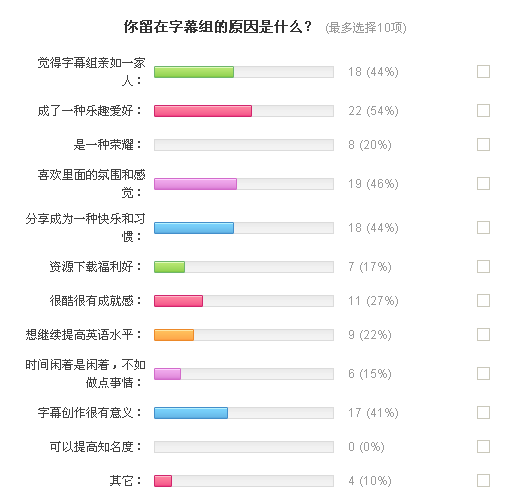 你留在字幕组的原因是什么？ (最多选择10项)
觉得字幕组亲如一家
人： 18 (44%)
成了一种乐趣爱好： 22 (54%)
是一种荣耀： 8 (20%)
喜欢里面的氛围和感
觉： 19 (46%)
分享成为一种快乐和习
惯： 18 (44%)
资源下载福利好： 7 (17%)
很酷很有成就感： 11 (27%)
想继续提高英语水平： 9 (22%)
时间闲着是闲着，不如
做点事情： 6 (15%)
字幕创作很有意义： 17 (41%)
可以提高知名度： 0 (0%)
其它： 4 (10%)